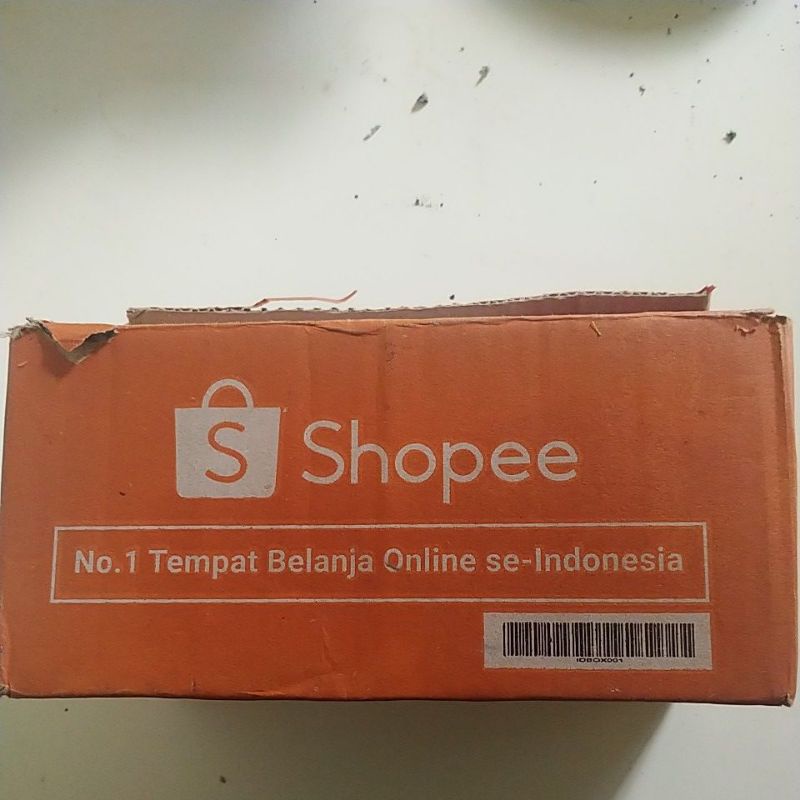 S Shopee
No.1 Tempat Belanja Online se-Indonesia
IDBOX001